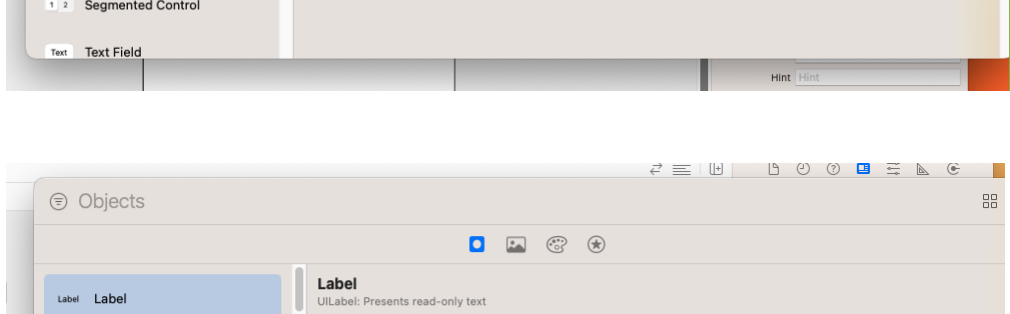 1 2 Segmented Control
Text Text Field
Hint Hint
Objects
Label Label
Label
UILabel: Presents read-only text